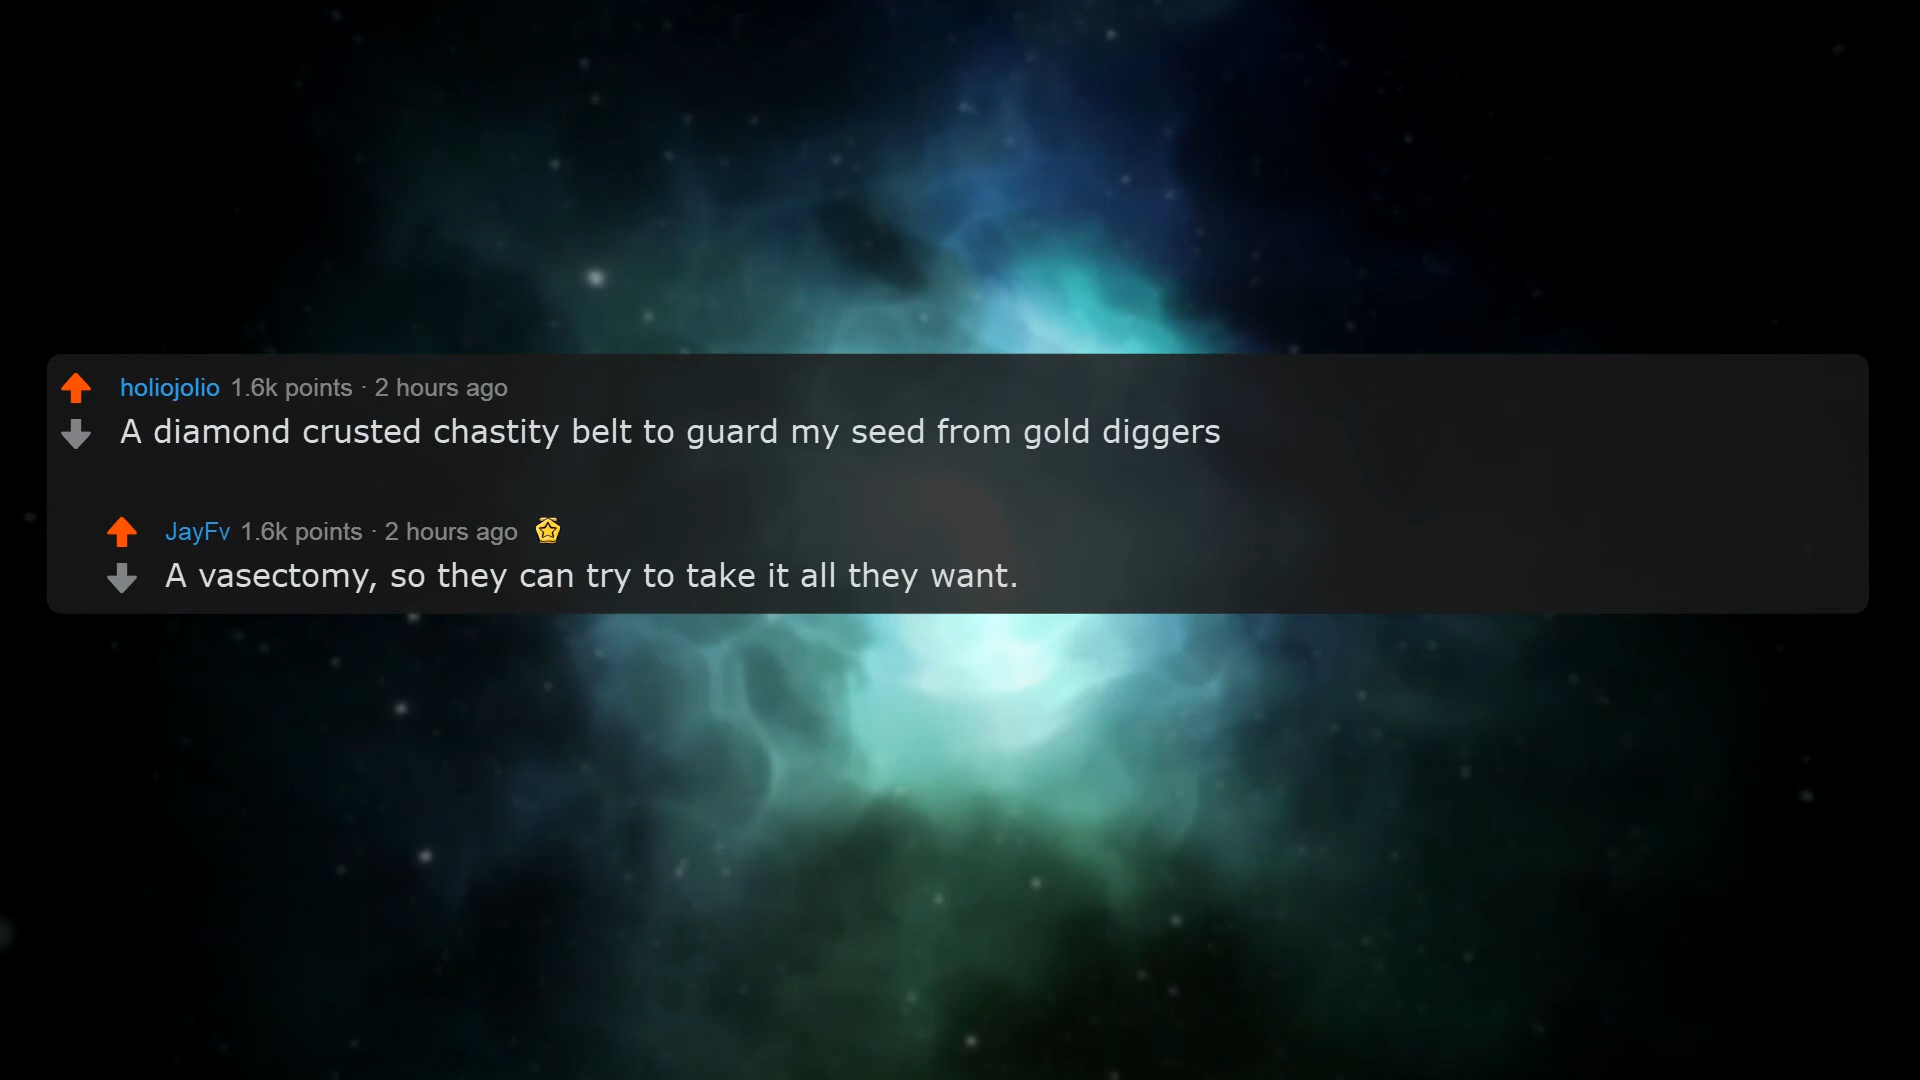 holiojolio 1.6k points · 2 hours ago
A diamond crusted chastity belt to guard my seed from gold diggers
JayFv 1.6k points · 2 hours ago
A vasectomy, so they can try to take it all they want.